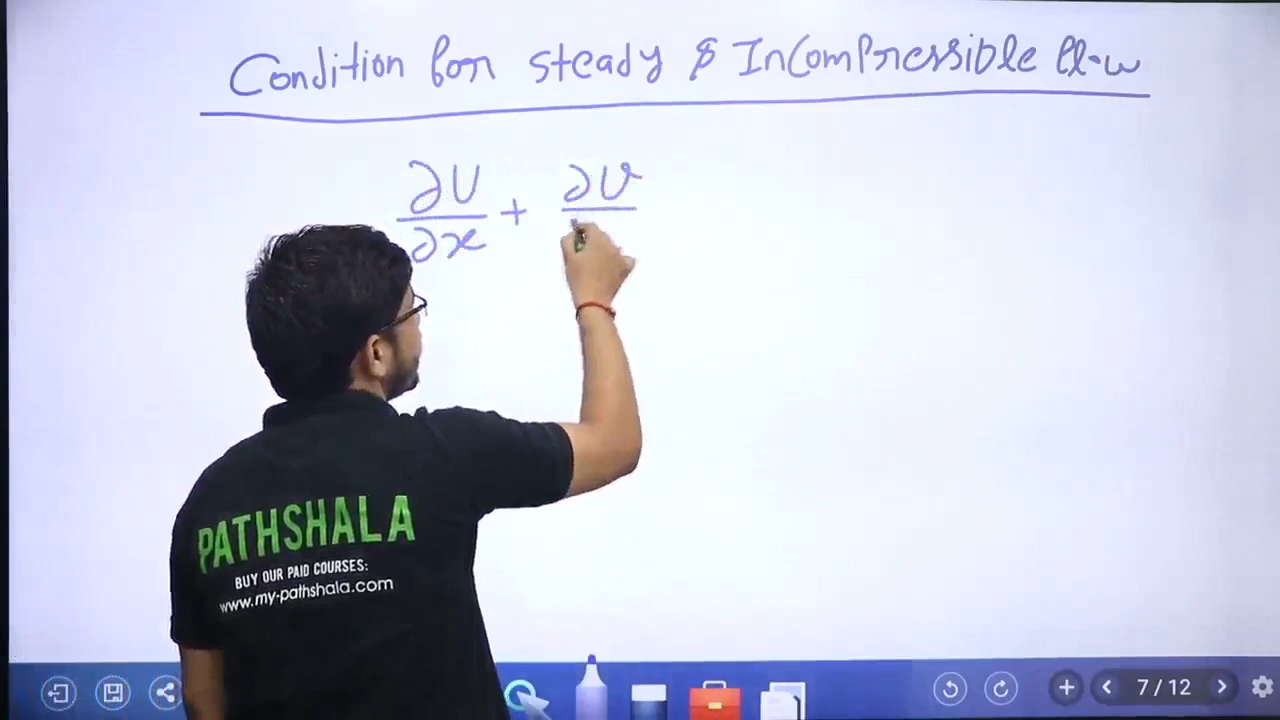 Condition for steady & Incompressible flow
∂U + ∂v
∂x
PATHSHALA
BUY OUR PAID COURSES:
www.my-pathshala.com
7 / 12